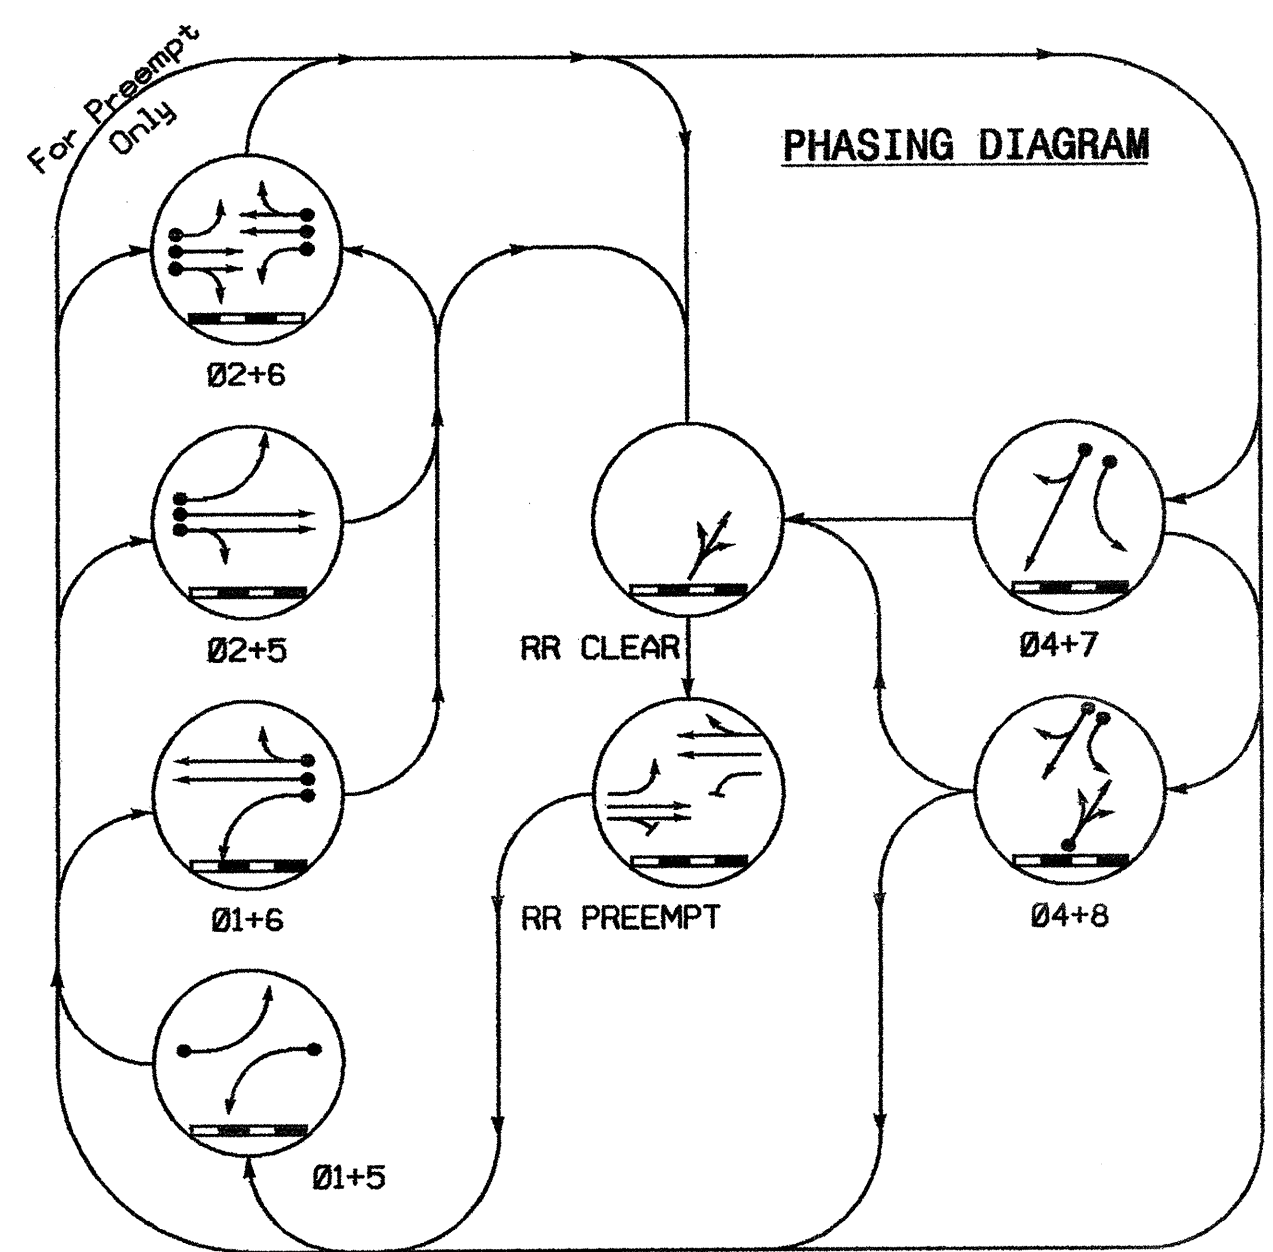 For Preempt
Only
PHASING DIAGRAM
Ø2+6
Ø2+5
RR CLEAR
Ø4+7
Ø1+6
RR PREEMPT
Ø4+8
Ø1+5